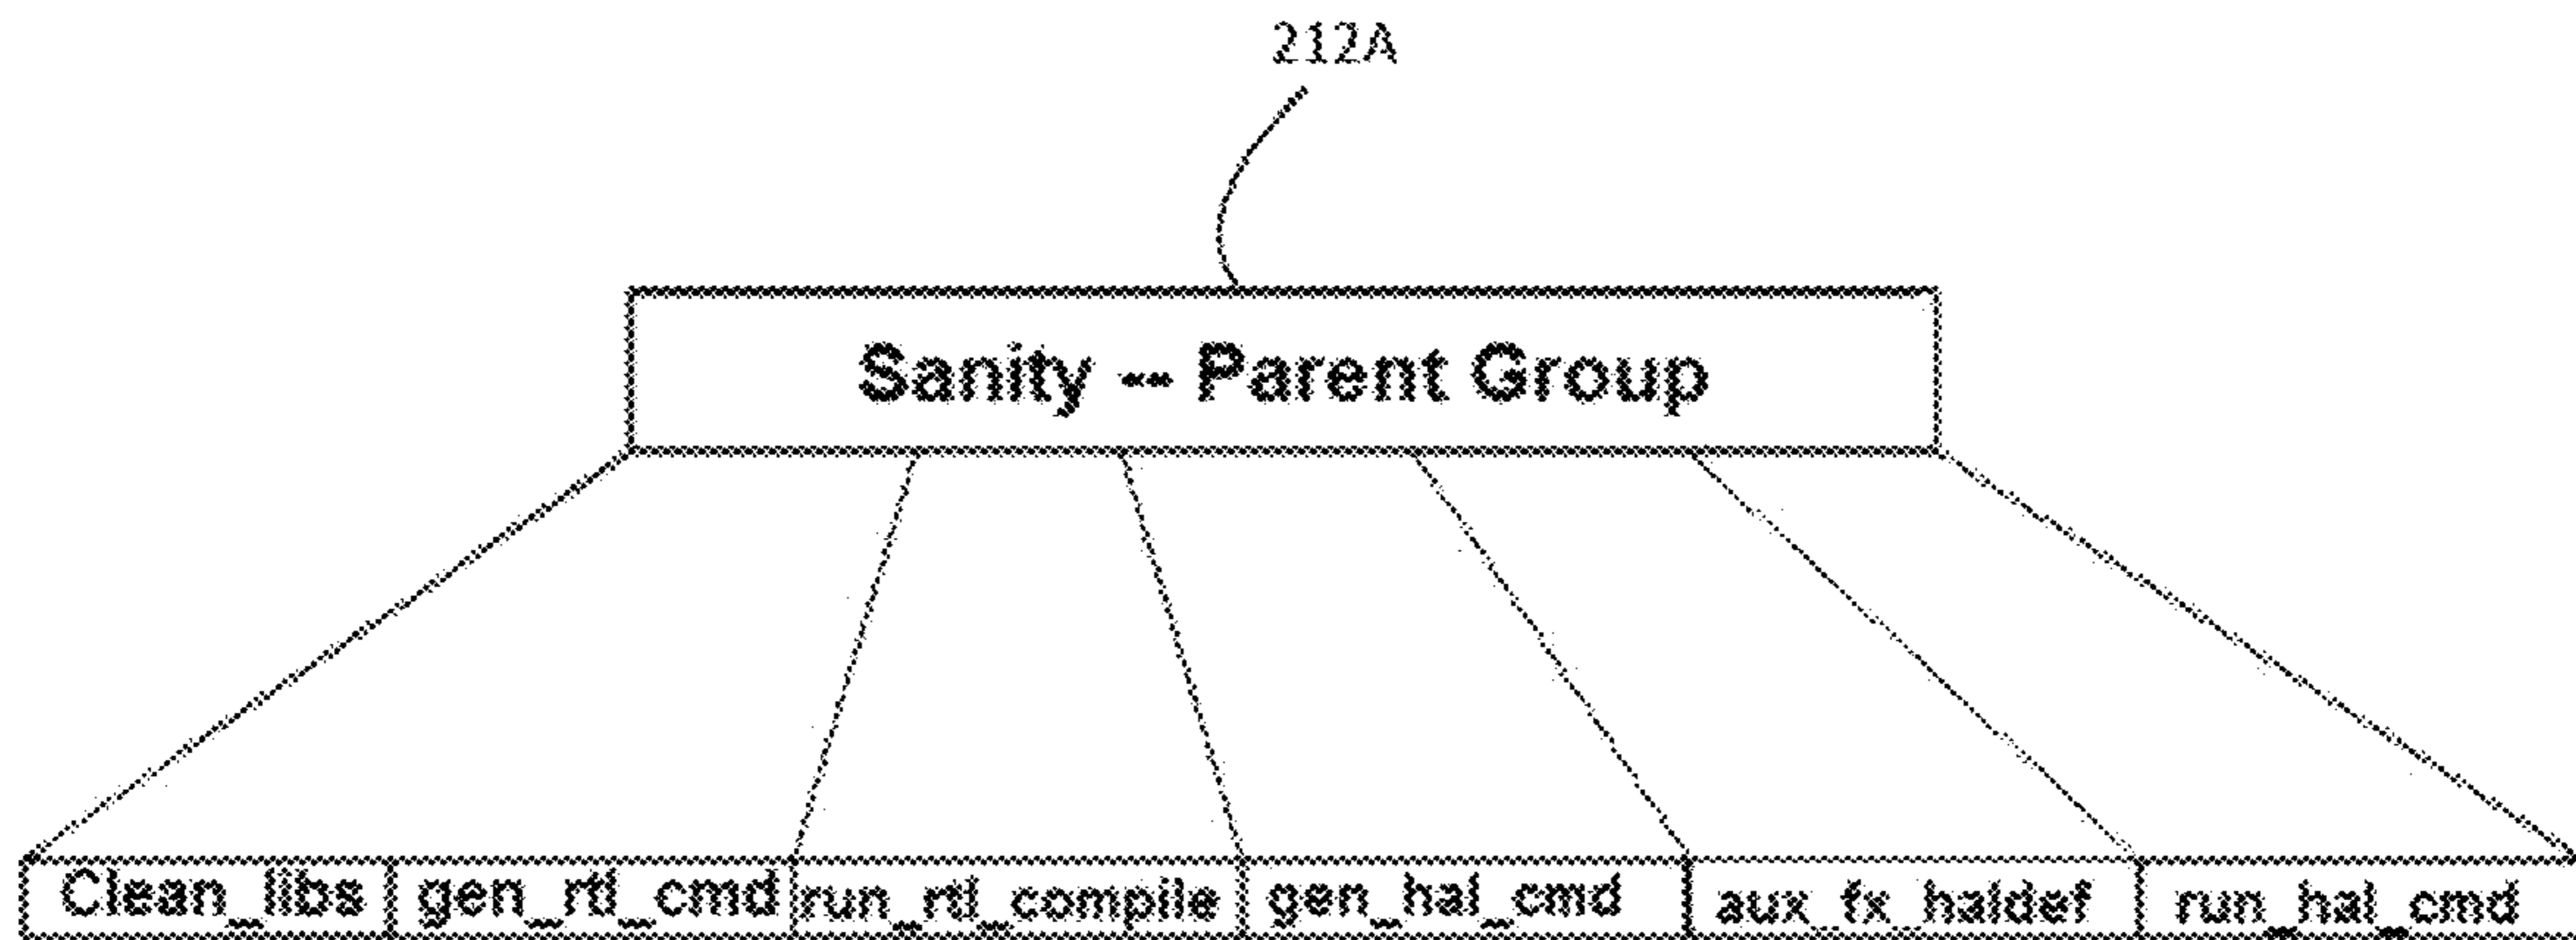 212A
Sanity -- Parent Group
Clean_libs gen_rtl_cmd run_rtl_compile gen_hal_cmd aux_fx_haldef run_hal_cmd